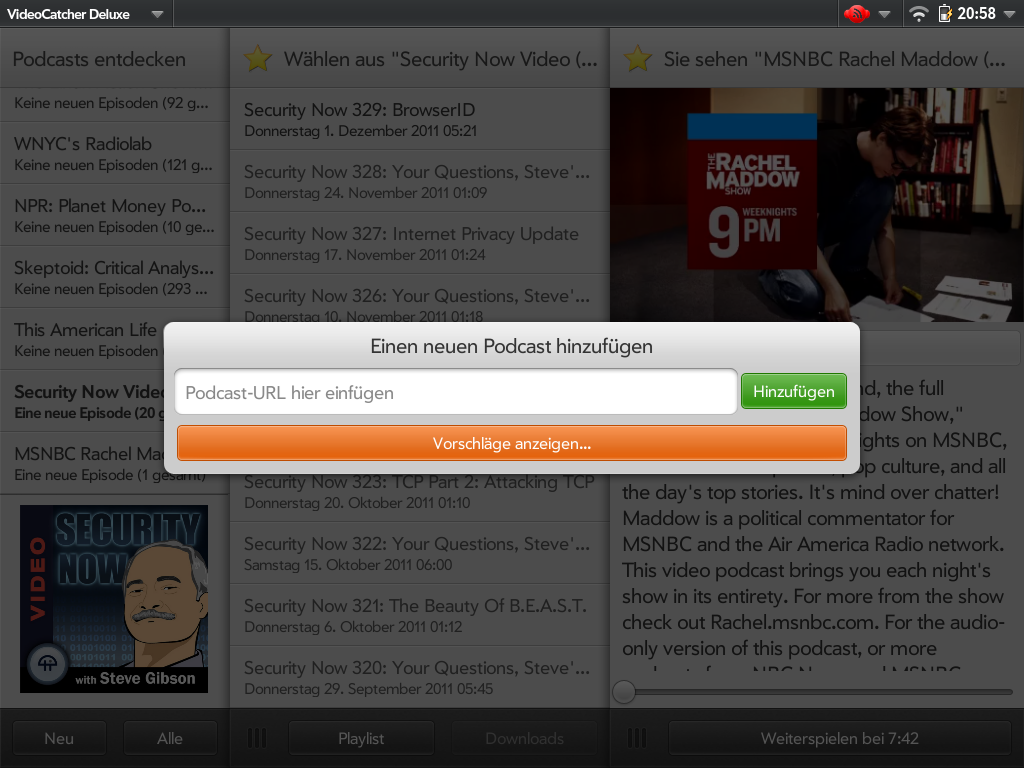 VideoCatcher Deluxe
20:58
Podcasts entdecken
Keine neuen Episoden (92 g...
WNYC's Radiolab
Keine neuen Episoden (121 g...
NPR: Planet Money Po...
Keine neuen Episoden (10 ge...
Skeptoid: Critical Analys...
Keine neuen Episoden (293 ...
This American Life
Keine neuen Episoden
Security Now Video
Eine neue Episode (20 g
MSNBC Rachel Ma
Eine neue Episode (1 gesamt)
VIDEO
SECURITY
NOW
with Steve Gibson
Neu
Alle
Wählen aus "Security Now Video (...
Security Now 329: BrowserID
Donnerstag 1. Dezember 2011 05:21
Security Now 328: Your Questions, Steve'...
Donnerstag 24. November 2011 01:09
Security Now 327: Internet Privacy Update
Donnerstag 17. November 2011 01:24
Security Now 326: Your Questions, Steve'...
Donnerstag 10. November 2011 01:18
Einen neuen Podcast hinzufügen
Podcast-URL hier einfügen
Hinzufügen
Vorschläge anzeigen...
Security Now 323: TCP Part 2: Attacking TCP
Donnerstag 20. Oktober 2011 01:10
Security Now 322: Your Questions, Steve'...
Samstag 15. Oktober 2011 06:00
Security Now 321: The Beauty Of B.E.A.S.T.
Donnerstag 6. Oktober 2011 01:12
Security Now 320: Your Questions, Steve'...
Donnerstag 29. September 2011 05:45
Playlist
Downloads
Sie sehen "MSNBC Rachel Maddow (...
THE
RACHEL
MADDOW
SHOW
9 WEEKNIGHTS
PM
the full
Show,"
on MSNBC,
culture, and all
the day's top stories. It's mind over chatter!
Maddow is a political commentator for
MSNBC and the Air America Radio network.
This video podcast brings you each night's
show in its entirety. For more from the show
check out Rachel.msnbc.com. For the audio-
only version of this podcast, or more
Weiterspielen bei 7:42